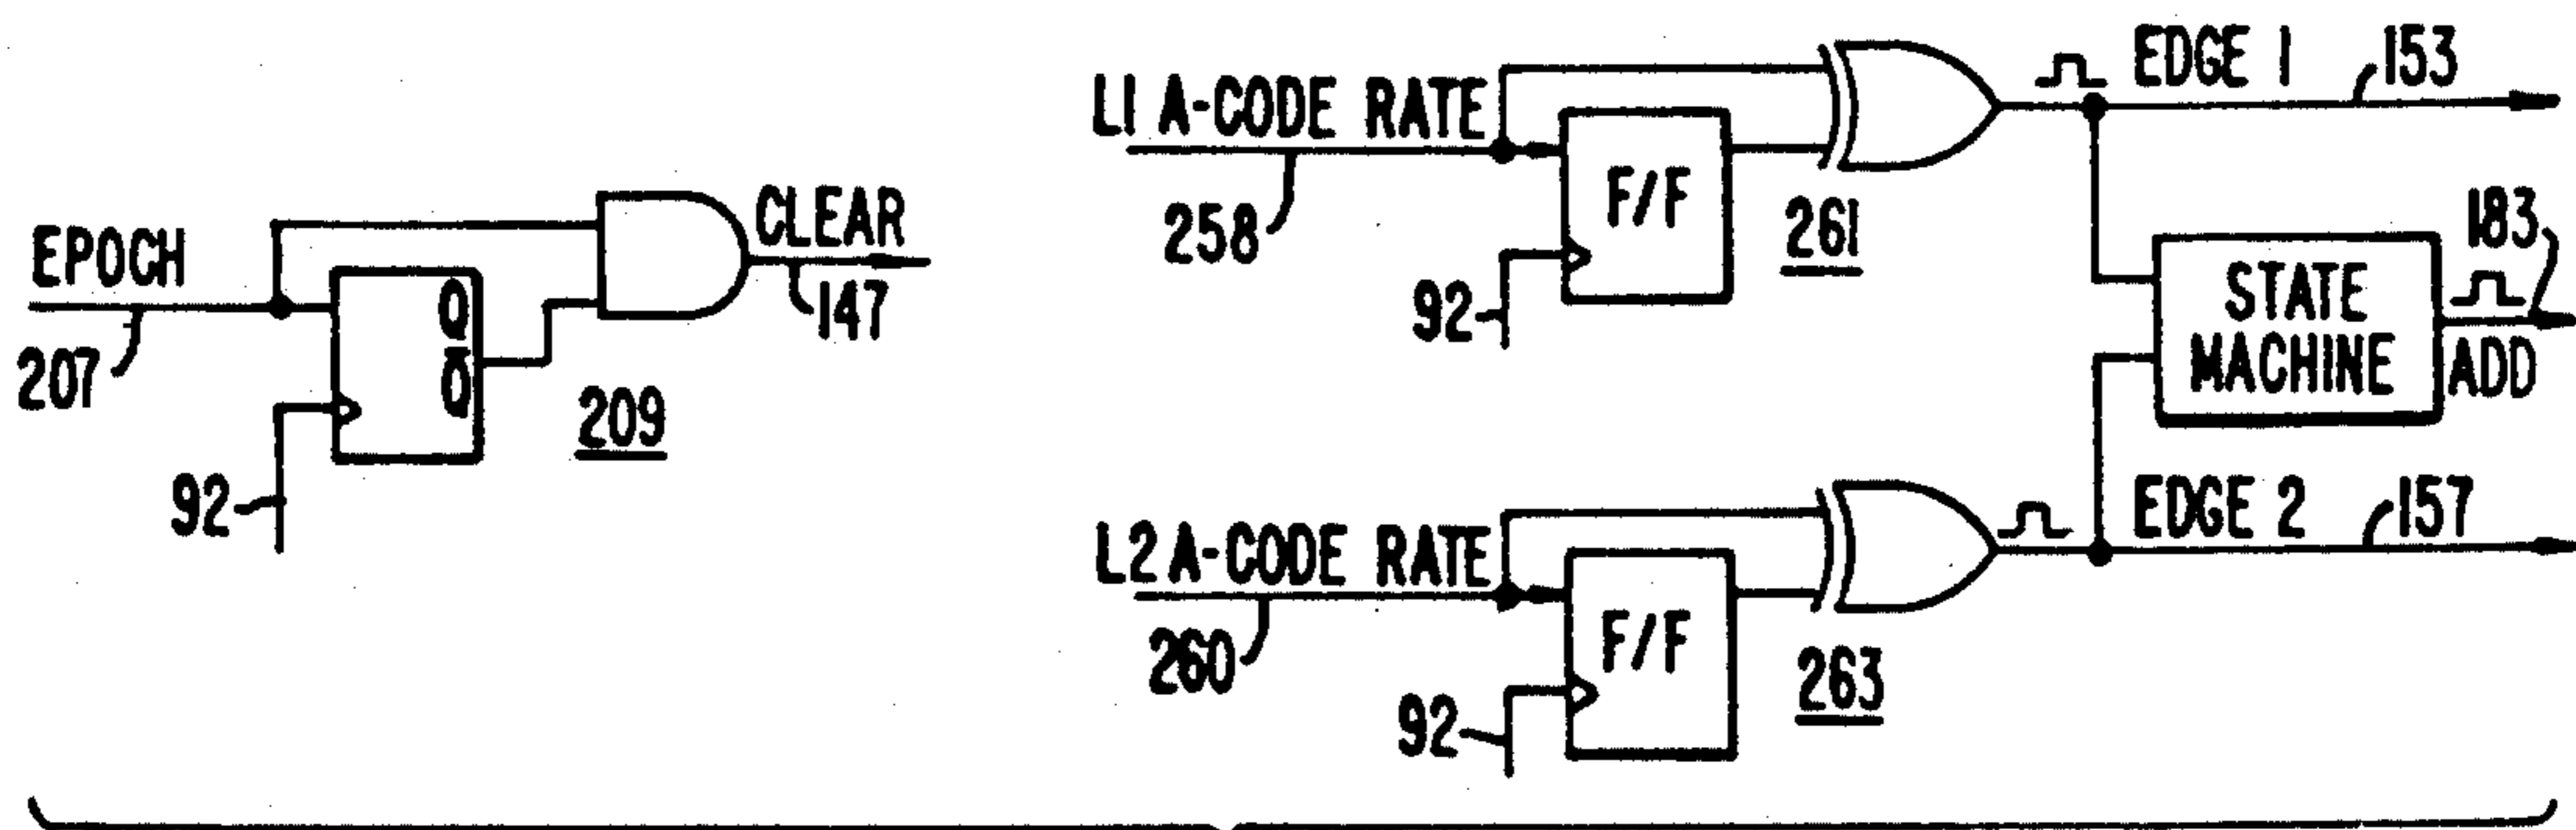 EPOCH
207
92
Q
Q̅
209
CLEAR
147
L1 A-CODE RATE
258
92
F/F
261
EDGE 1
153
STATE
MACHINE
183
ADD
L2 A-CODE RATE
260
92
F/F
263
EDGE 2
157